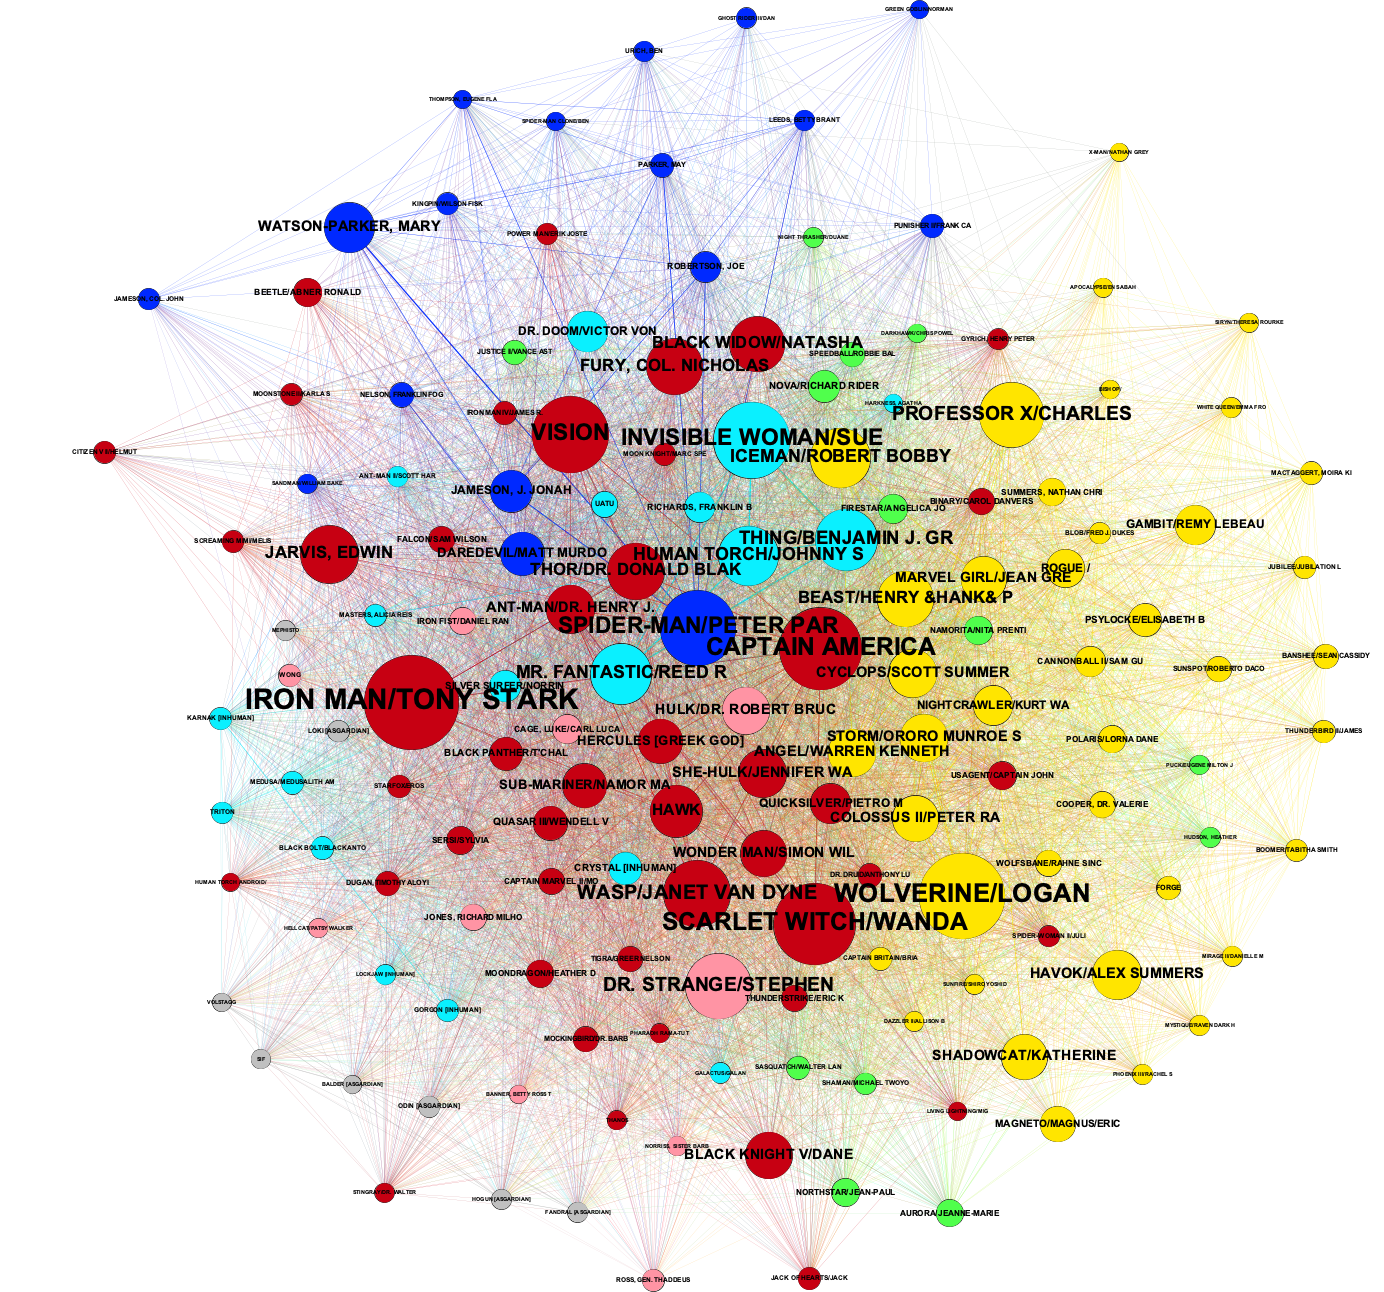 GREEN GOBLIN/NORMAN
GHOST RIDER III/DAN
URICH, BEN
THOMPSON, EUGENE FLA
SPIDER-MAN CLONE/BEN
LEEDS, BETTY BRANT
X-MAN/NATHAN GREY
PARKER, MAY
KINGPIN/WILSON FISK
WATSON-PARKER, MARY
PUNISHER II/FRANK CA
POWER MAN/ERIK JOSTE
NIGHT THRASHER/DUANE
ROBERTSON, JOE
APOCALYPSE/EN SABAH
BEETLE/ABNER RONALD
JAMESON, COL. JOHN
SIRYN/THERESA ROURKE
DR. DOOM/VICTOR VON
DARKHAWK/CHRIS POWEL
GYRICH, HENRY PETER
BLACK WIDOW/NATASHA
JUSTICE II/VANCE AST
SPEEDBALL/ROBBIE BAL
FURY, COL. NICHOLAS
NOVA/RICHARD RIDER
BISHOP/
MOONSTONE II/KARLA S
NELSON, FRANKLIN FOG
HARKNESS, AGATHA
WHITE QUEEN/EMMA FRO
IRON MAN IV/JAMES R.
PROFESSOR X/CHARLES
VISION
INVISIBLE WOMAN/SUE
CITIZEN V II/HELMUT
MOON KNIGHT/MARC SPE
ICEMAN/ROBERT BOBBY
MACTAGGERT, MOIRA KI
ANT-MAN II/SCOTT HAR
SANDMAN/WILLIAM BAKE
JAMESON, J. JONAH
SUMMERS, NATHAN CHRI
BINARY/CAROL DANVERS
UATU
RICHARDS, FRANKLIN B
FIRESTAR/ANGELICA JO
GAMBIT/REMY LEBEAU
BLOB/FRED J. DUKES
SCREAMING MIMI/MELIS
FALCON/SAM WILSON
THING/BENJAMIN J. GR
JARVIS, EDWIN
DAREDEVIL/MATT MURDO
HUMAN TORCH/JOHNNY S
JUBILEE/JUBILATION L
THOR/DR. DONALD BLAK
ROGUE /
MARVEL GIRL/JEAN GRE
BEAST/HENRY &HANK& P
ANT-MAN/DR. HENRY J.
MASTERS, ALICIA REIS
IRON FIST/DANIEL RAN
PSYLOCKE/ELISABETH B
SPIDER-MAN/PETER PAR
MEPHISTO
NAMORITA/NITA PRENTI
CAPTAIN AMERICA
BANSHEE/SEAN CASSIDY
CANNONBALL II/SAM GU
SUNSPOT/ROBERTO DACO
MR. FANTASTIC/REED R
CYCLOPS/SCOTT SUMMER
WONG
SILVER SURFER/NORRIN
IRON MAN/TONY STARK
NIGHTCRAWLER/KURT WA
HULK/DR. ROBERT BRUC
KARNAK [INHUMAN]
LOKI [ASGARDIAN]
CAGE, LUKE/CARL LUCA
THUNDERBIRD II/JAMES
STORM/ORORO MUNROE S
HERCULES [GREEK GOD]
POLARIS/LORNA DANE
BLACK PANTHER/T'CHAL
ANGEL/WARREN KENNETH
PUCK/EUGENE MILTON J
SHE-HULK/JENNIFER WA
USAGENT/CAPTAIN JOHN
MEDUSA/MEDUSALITH AM
STARFOX/EROS
SUB-MARINER/NAMOR MA
QUICKSILVER/PIETRO M
COOPER, DR. VALERIE
TRITON
HAWK
COLOSSUS II/PETER RA
QUASAR III/WENDELL V
HUDSON, HEATHER
SERSI/SYLVIA
BLACK BOLT/BLACKANTO
BOOMER/TABITHA SMITH
WONDER MAN/SIMON WIL
WOLFSBANE/RAHNE SINC
CRYSTAL [INHUMAN]
DR. DRUID/ANTHONY LU
HUMAN TORCH ANDROID/
DUGAN, TIMOTHY ALOYI
CAPTAIN MARVEL II/MO
FORGE
WASP/JANET VAN DYNE
WOLVERINE/LOGAN
JONES, RICHARD MILHO
SCARLET WITCH/WANDA
HELLCAT/PATSY WALKER
SPIDER-WOMAN II/JULI
TIGRA/GREER NELSON
CAPTAIN BRITAIN/BRIA
MIRAGE II/DANIELLE M
LOCKJAW [INHUMAN]
MOONDRAGON/HEATHER D
HAVOK/ALEX SUMMERS
DR. STRANGE/STEPHEN
SUNFIRE/SHIRO YOSHID
VOLSTAGG
THUNDERSTRIKE/ERIC K
GORGON [INHUMAN]
DAZZLER II/ALLISON B
MYSTIQUE/RAVEN DARKH
PHARAOH RAMA-TUT
MOCKINGBIRD/DR. BARB
SIF
SHADOWCAT/KATHERINE
SASQUATCH/WALTER LAN
GALACTUS/GALAN
PHOENIX III/RACHEL S
BALDER [ASGARDIAN]
SHAMAN/MICHAEL TWOYO
BANNER, BETTY ROSS T
ODIN [ASGARDIAN]
LIVING LIGHTNING/MIG
THANOS
MAGNETO/MAGNUS/ERIC
NORRISS, SISTER BARB
BLACK KNIGHT V/DANE
STINGRAY/DR. WALTER
NORTHSTAR/JEAN-PAUL
HOGUN [ASGARDIAN]
FANDRAL [ASGARDIAN]
AURORA/JEANNE-MARIE
ROSS, GEN. THADDEUS
JACK OF HEARTS/JACK